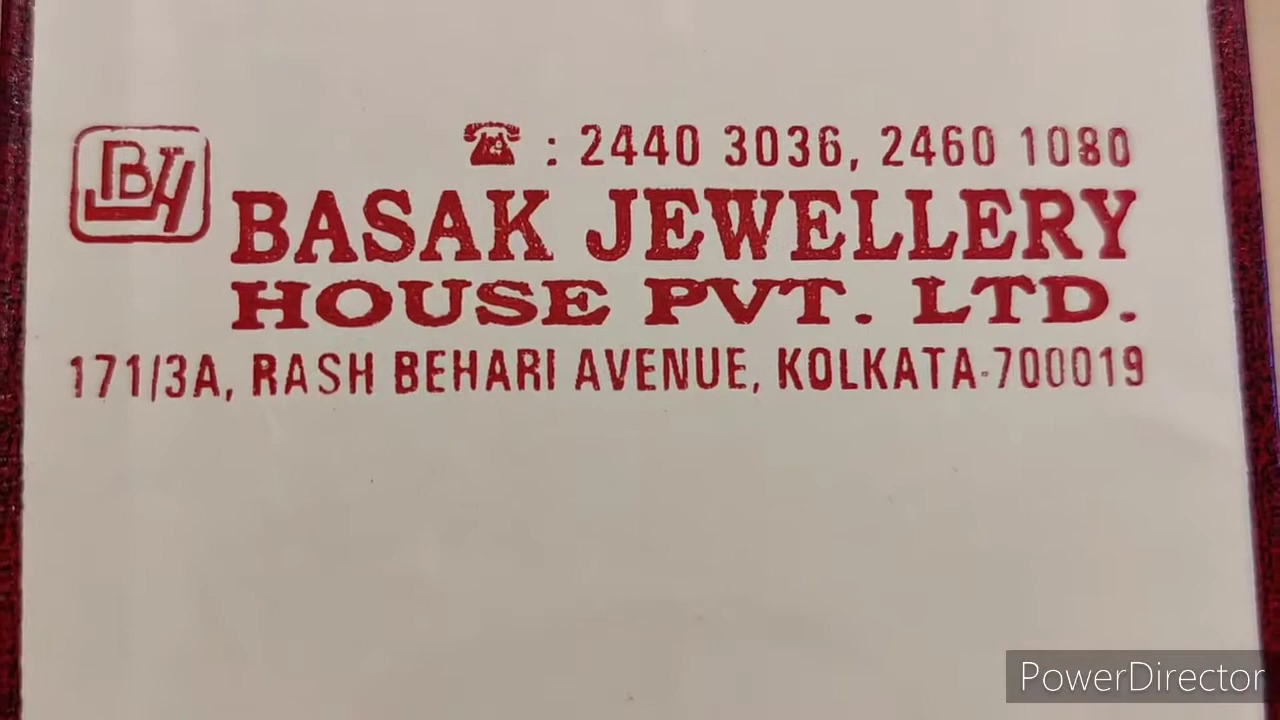 : 2440 3036, 2460 1080
BJH
BASAK JEWELLERY
HOUSE PVT. LTD.
171/3A, RASH BEHARI AVENUE, KOLKATA-700019
PowerDirector